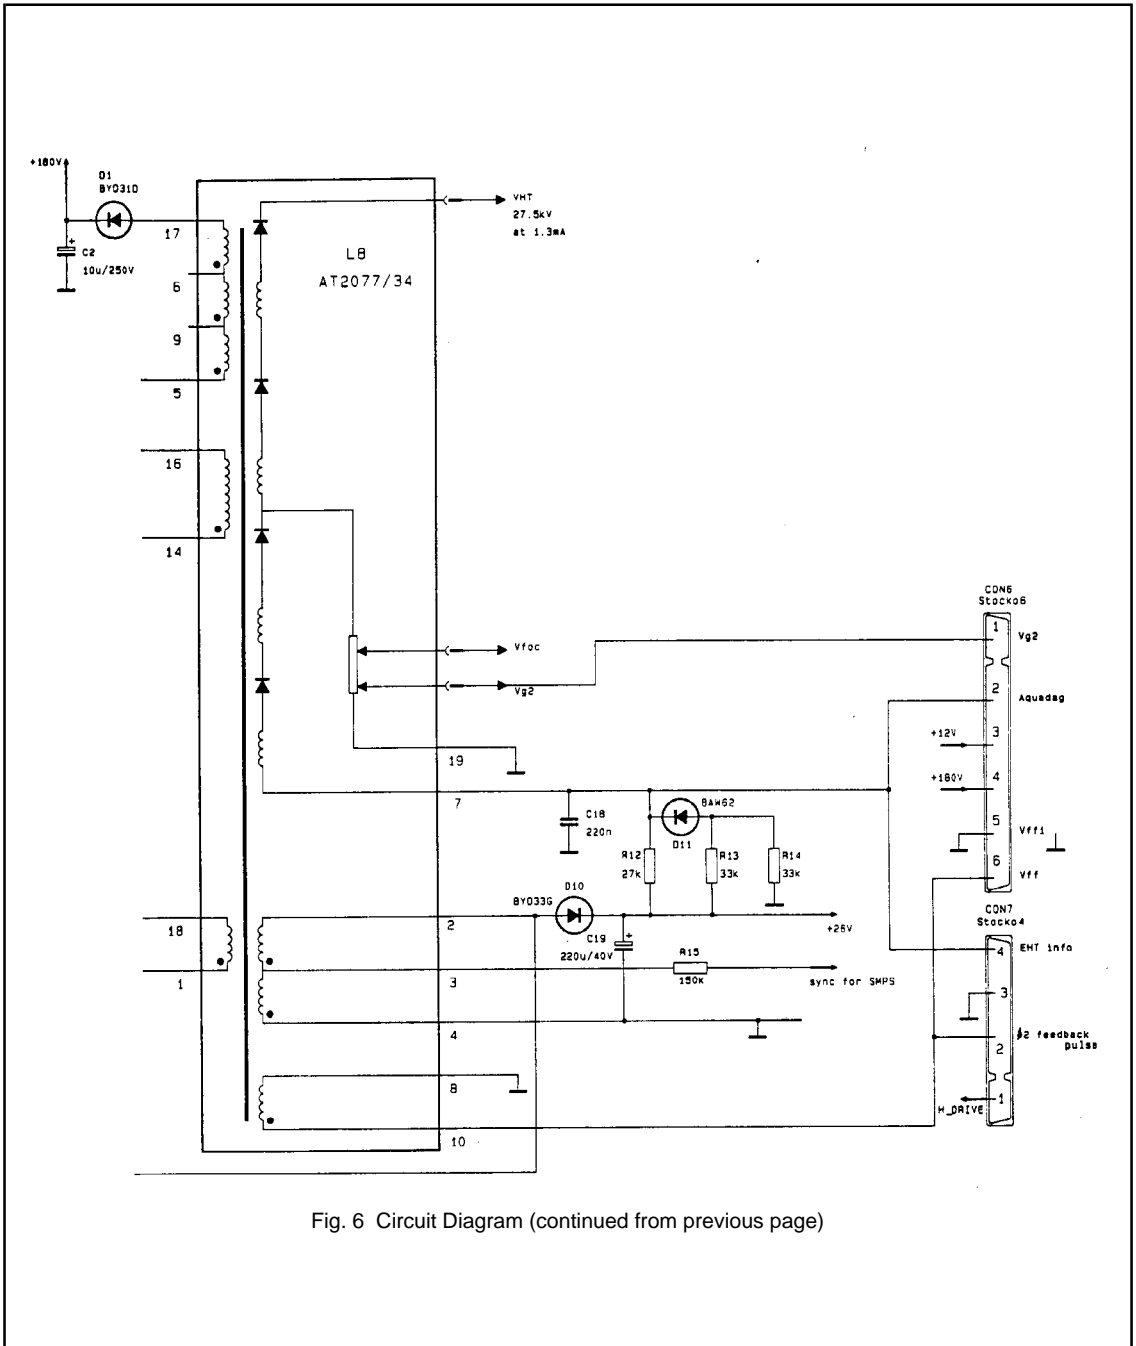 +180V
D1
BYD31D
17
+
C2
10u/250V
6
9
5
16
14
L8
AT2077/34
VHT
27.5kV
at 1.3mA
Vfoc
Vg2
19
7
C18
220n
BAW62
D11
R12
27k
R13
33k
R14
33k
D10
BYD33G
2
+26V
C19
+
220u/40V
R15
150K
3
sync for SMPS
4
8
10
18
1
CON6
Stocko6
1
Vg2
2
Aquadag
3
+12V
4
+180V
5
Vffi
6
Vff
CON7
Stocko4
4
EHT info
3
2
feedback
pulse
1
H_DRIVE
Fig. 6 Circuit Diagram (continued from previous page)